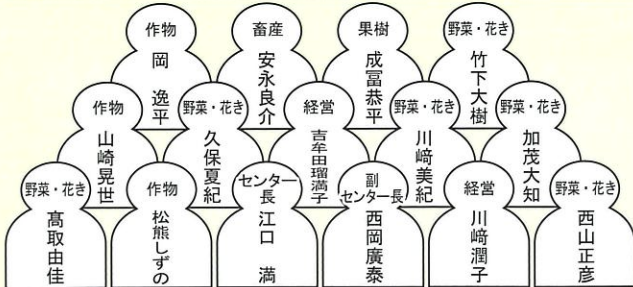 作物
岡 逸平
畜産
安永良介
果樹
成冨恭平
野菜・花き
竹下大樹
作物
山崎晃世
野菜・花き
久保夏紀
経営
吉牟田瑠満子
野菜・花き
川﨑美紀
野菜・花き
加茂大知
野菜・花き
髙取由佳
作物
松熊しずの
センター
長
江口 満
副
センター長
西岡廣泰
経営
川﨑潤子
野菜・花き
西山正彦